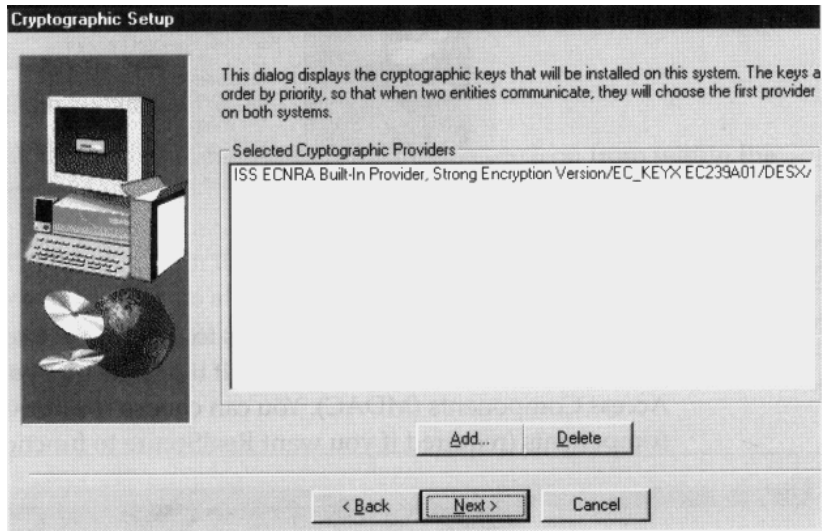 Cryptographic Setup
This dialog displays the cryptographic keys that will be installed on this system. The keys a
order by priority, so that when two entities communicate, they will choose the first provider
on both systems.
Selected Cryptographic Providers
ISS ECNRA Built-In Provider, Strong Encryption Version/EC_KEYX EC239A01/DESX/
Add...
Delete
< Back
Next >
Cancel